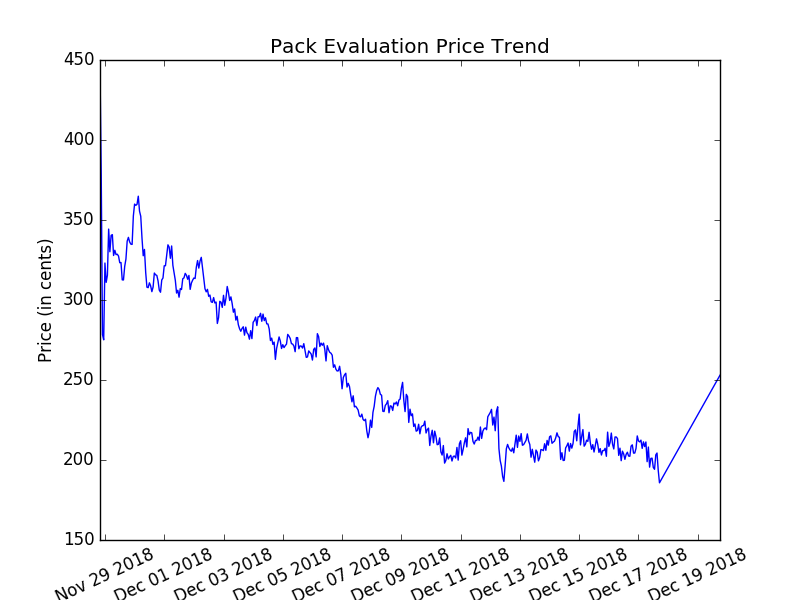 Pack Evaluation Price Trend
450
400
350
300
250
200
150
Price (in cents)
Nov 29 2018
Dec 01 2018
Dec 03 2018
Dec 05 2018
Dec 07 2018
Dec 09 2018
Dec 11 2018
Dec 13 2018
Dec 15 2018
Dec 17 2018
Dec 19 2018